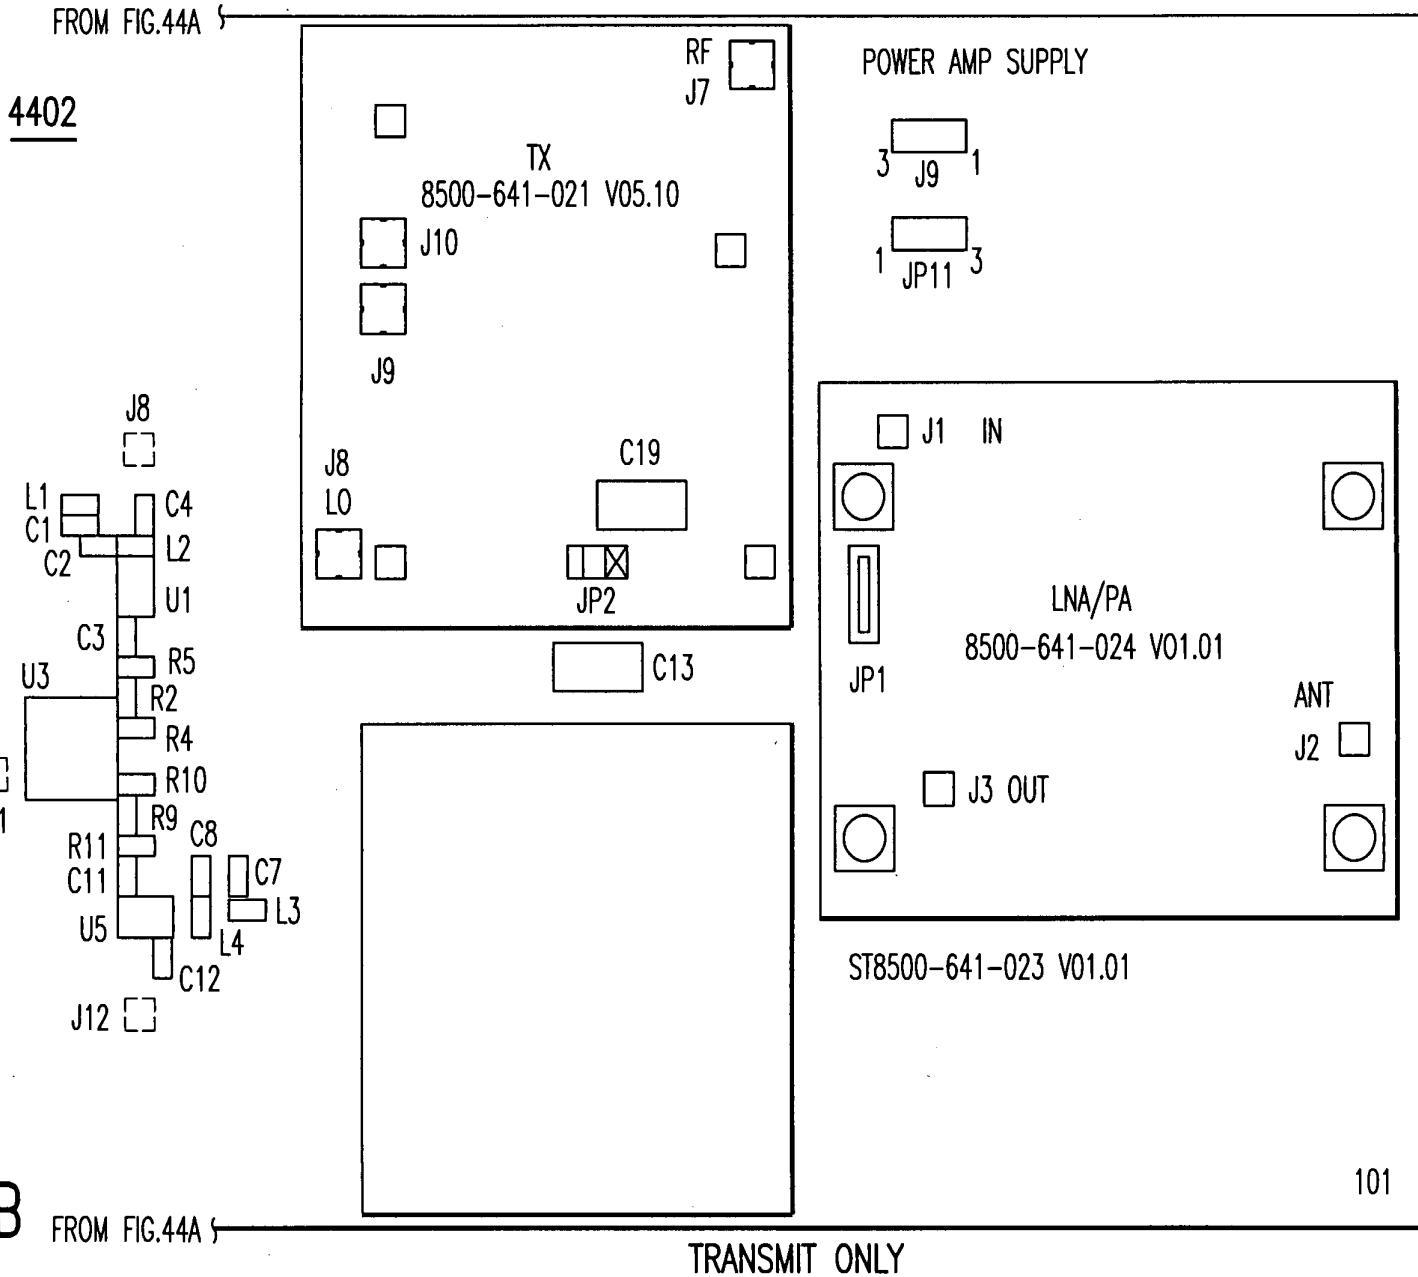 FROM FIG.44A
4402
RF
J7
TX
8500-641-021 V05.10
J10
J9
J8
LO
C19
JP2
C13
POWER AMP SUPPLY
3 J9 1
1 JP11 3
J1 IN
LNA/PA
8500-641-024 V01.01
JP1
ANT
J2
J3 OUT
ST8500-641-023 V01.01
J8
L1
C4
C1
L2
C2
U1
C3
R5
U3
R2
R4
R10
1
R9
C8
R11
C7
C11
L3
U5
L4
C12
J12
101
B
FROM FIG.44A
TRANSMIT ONLY